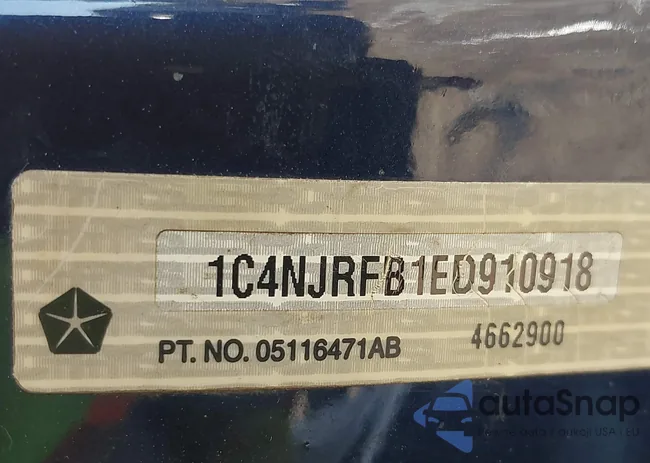 1C4NJRFB1ED910918
PT. NO. 05116471AB 4662900
autaSnap